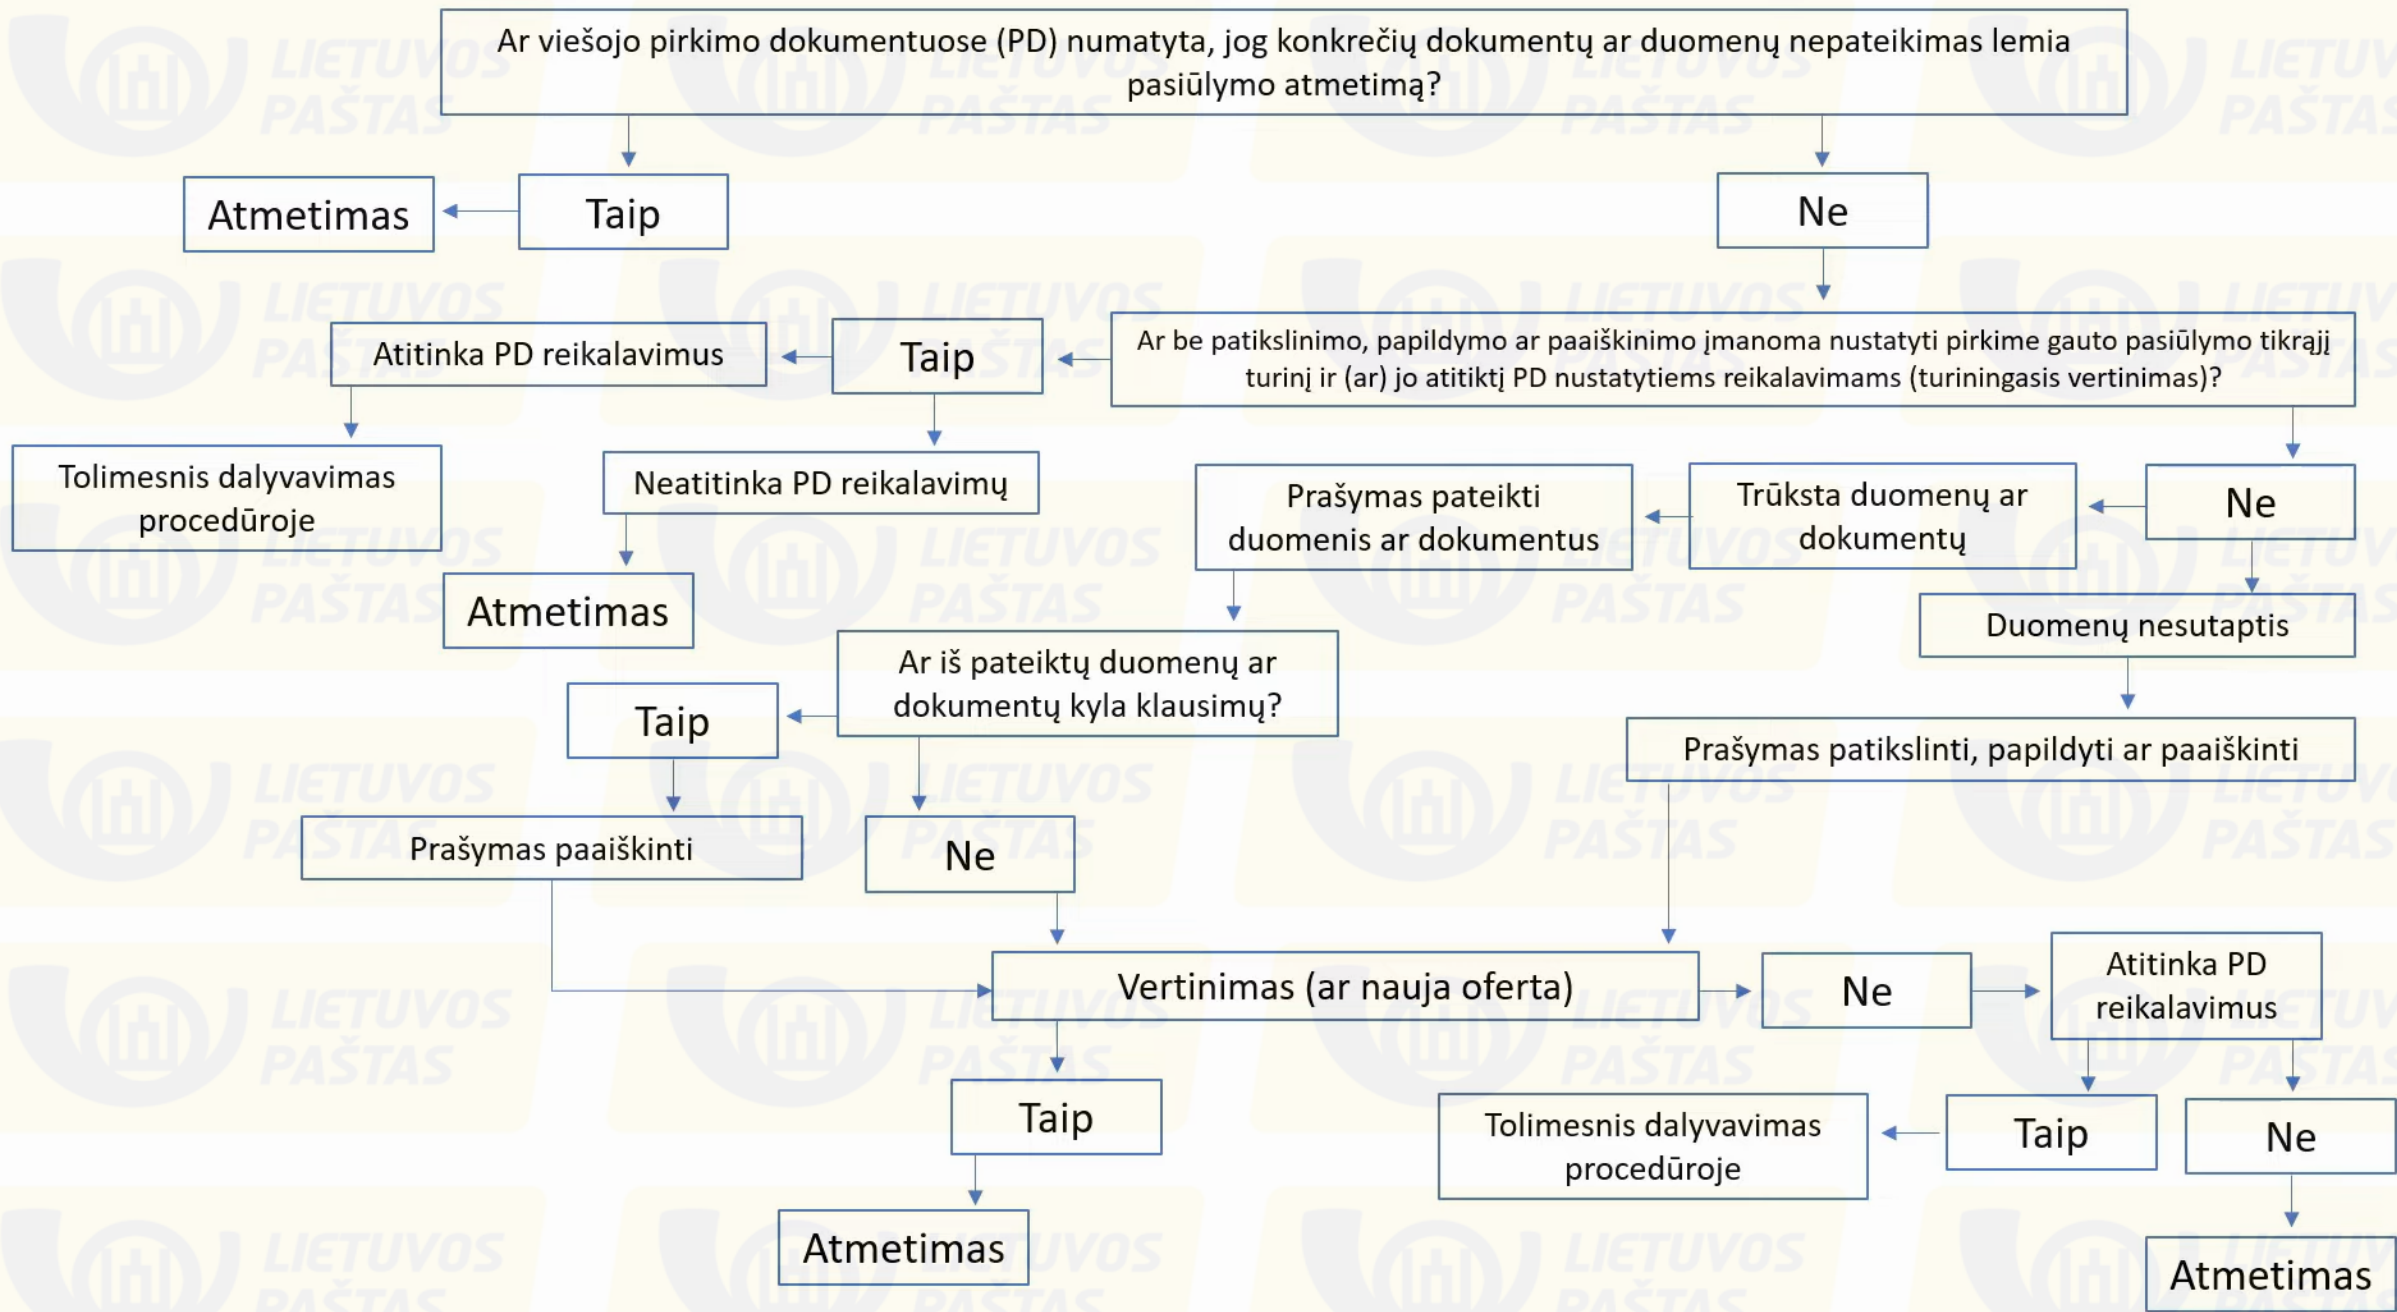 Ar viešojo pirkimo dokumentuose (PD) numatyta, jog konkrečių dokumentų ar duomenų nepateikimas lemia
pasiūlymo atmetimą?
Atmetimas
Taip
Ne
Atitinka PD reikalavimus
Taip
Ar be patikslinimo, papildymo ar paaiškinimo įmanoma nustatyti pirkime gauto pasiūlymo tikrąjį
turinį ir (ar) jo atitiktį PD nustatytiems reikalavimams (turiningasis vertinimas)?
Tolimesnis dalyvavimas
procedūroje
Neatitinka PD reikalavimų
Prašymas pateikti
duomenis ar dokumentus
Trūksta duomenų ar
dokumentų
Ne
Atmetimas
Duomenų nesutaptis
Ar iš pateiktų duomenų ar
dokumentų kyla klausimų?
Taip
Prašymas patikslinti, papildyti ar paaiškinti
Prašymas paaiškinti
Ne
Vertinimas (ar nauja oferta)
Ne
Atitinka PD
reikalavimus
Taip
Tolimesnis dalyvavimas
procedūroje
Taip
Ne
Atmetimas
Atmetimas
LIETUVOS
PAŠTAS